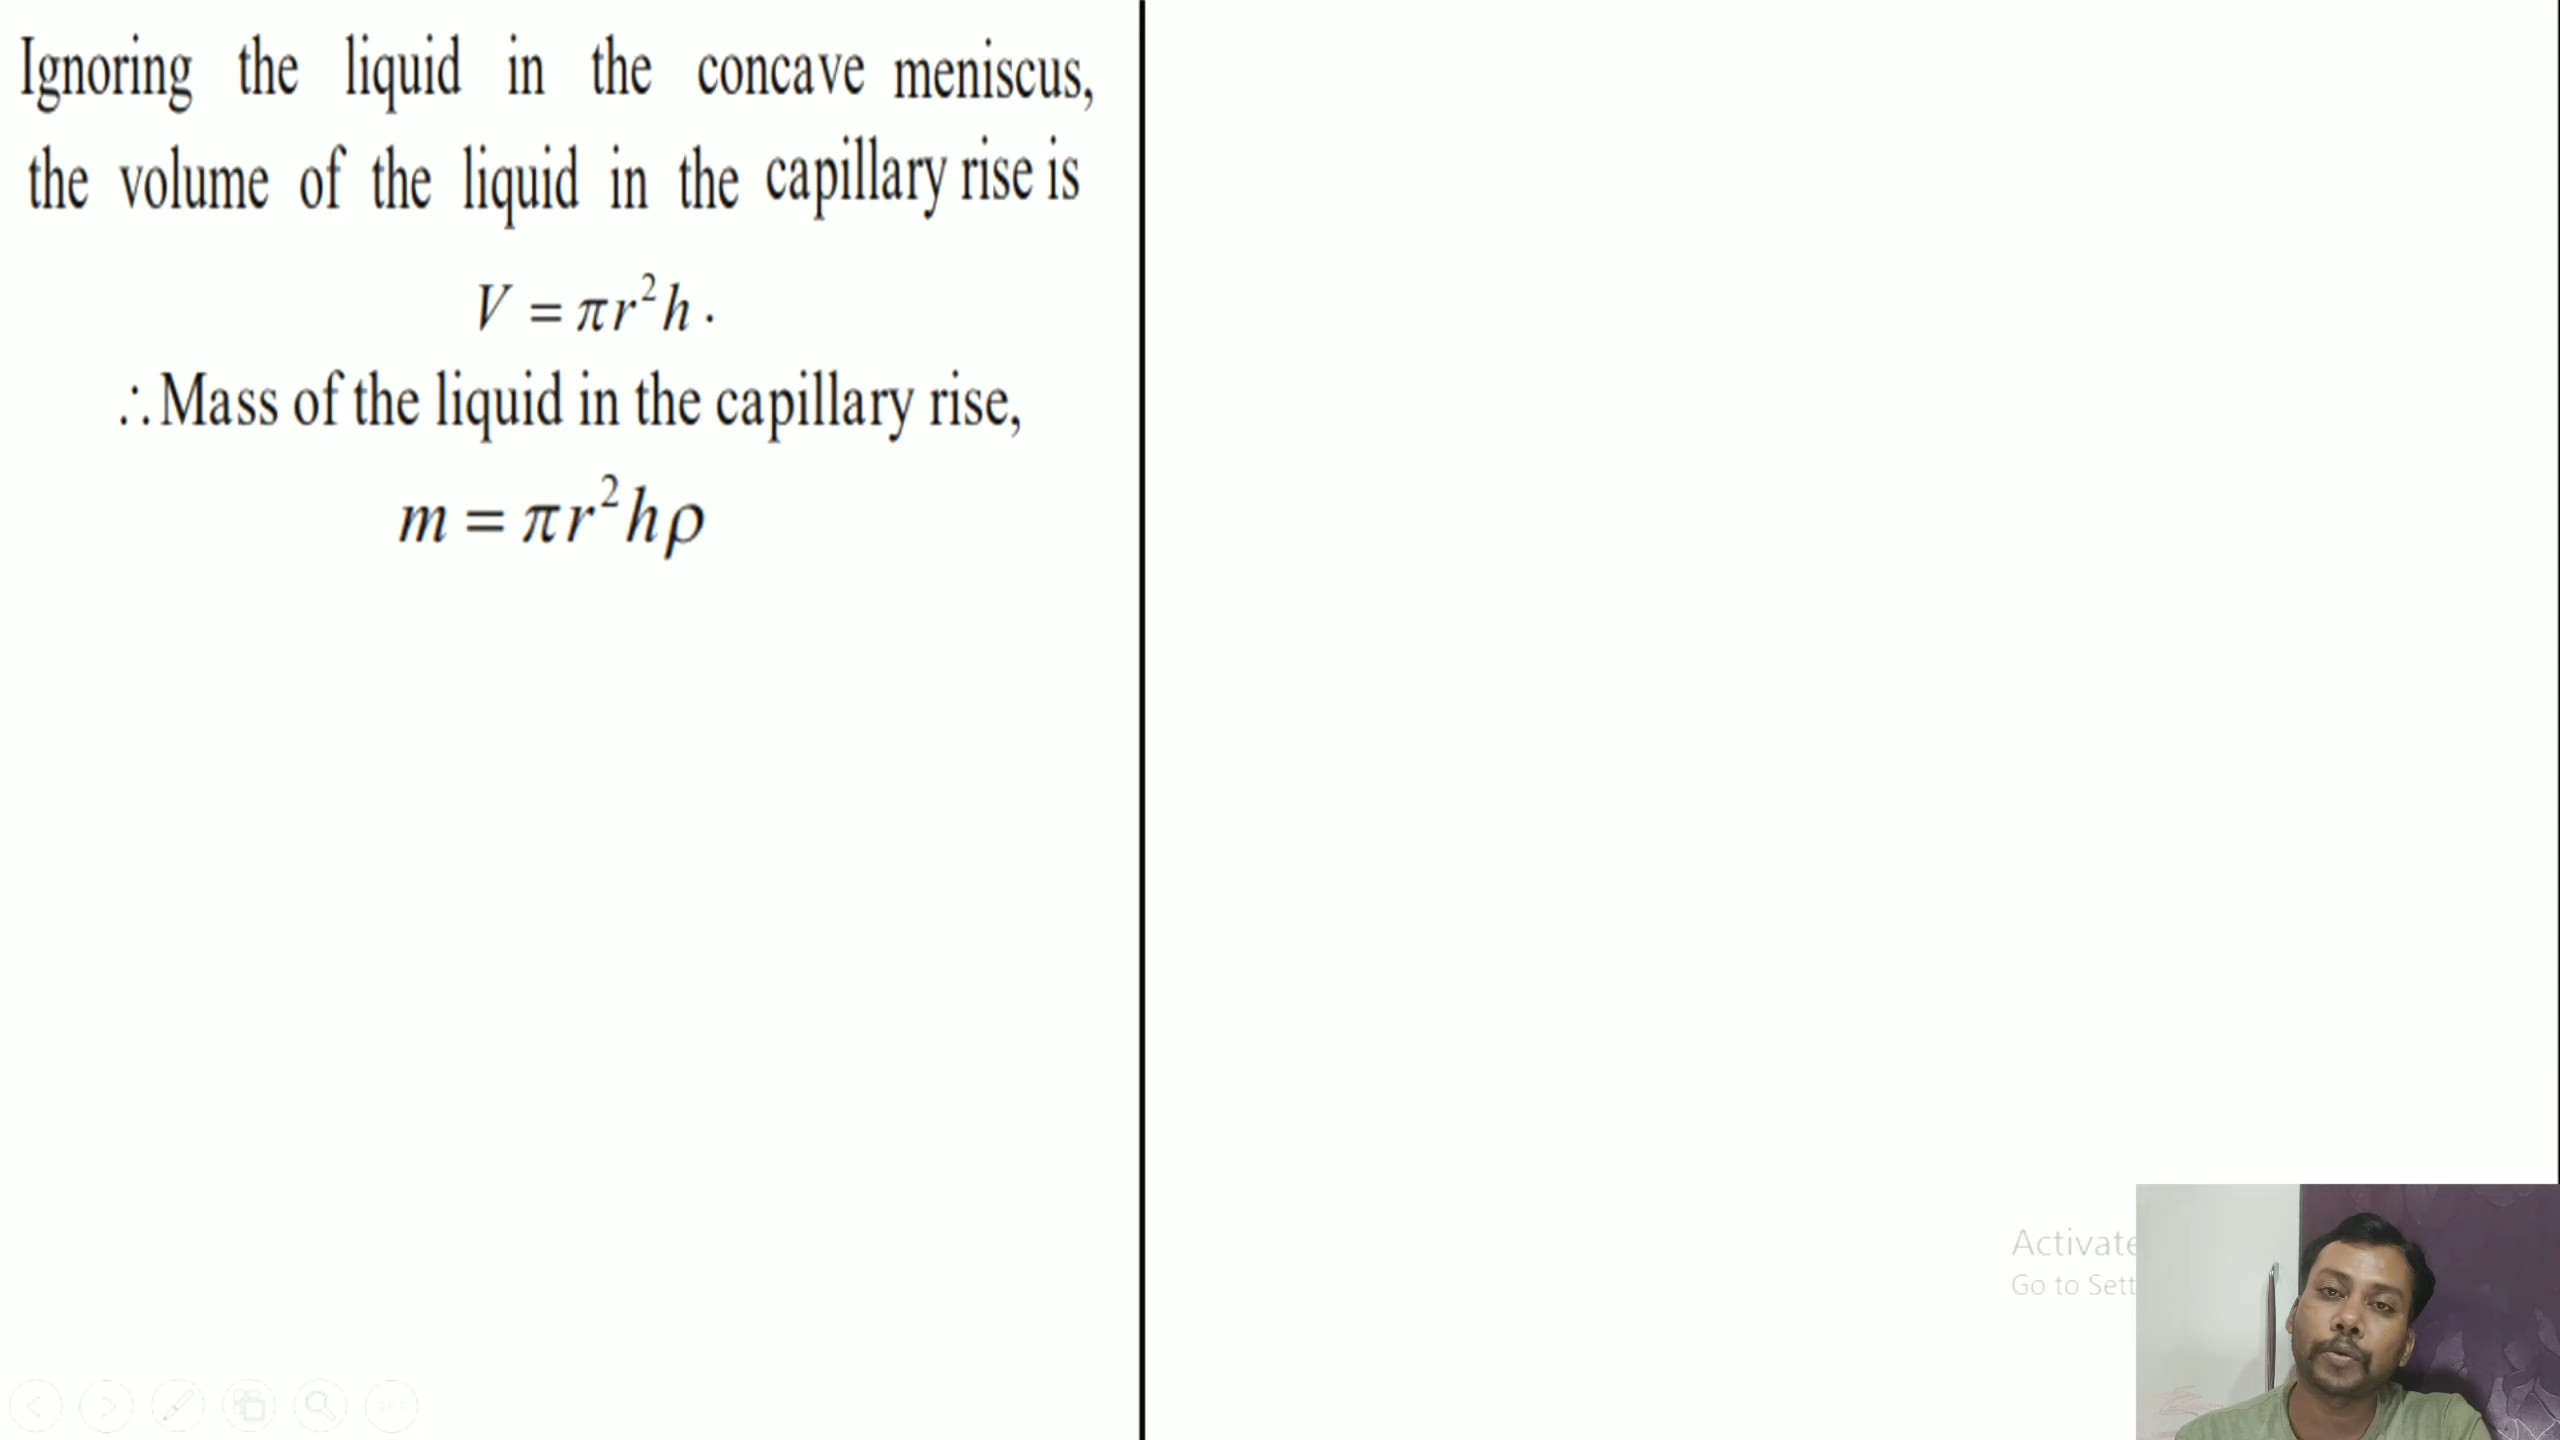 Ignoring the liquid in the concave meniscus,
the volume of the liquid in the capillary rise is
V = πr²h .
∴ Mass of the liquid in the capillary rise,
m = πr²hρ
Activate
Go to Sett